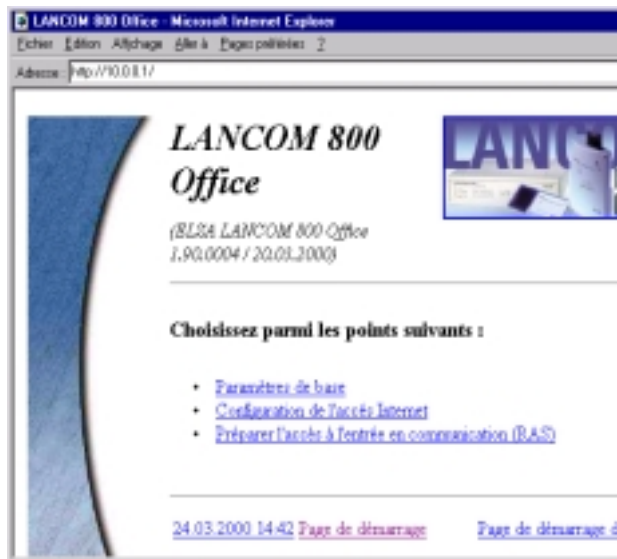 LANCOM 800 Office - Microsoft Internet Explorer
Fichier Edition Affichage Aller à Pages préférées ?
Adresse : http://10.0.0.1/
LANCOM 800
Office
LANCO
(ELSA LANCOM 800 Office
1.90.0004 / 20.03.2000)
Choisissez parmi les points suivants :
• Paramètres de base
• Configuration de l'accès Internet
• Préparer l'accès à l'entrée en communication (RAS)
24.03.2000 14:42 Page de démarrage Page de démarrage d